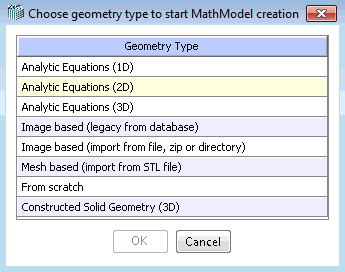 Choose geometry type to start MathModel creation
Geometry Type
Analytic Equations (1D)
Analytic Equations (2D)
Analytic Equations (3D)
Image based (legacy from database)
Image based (import from file, zip or directory)
Mesh based (import from STL file)
From scratch
Constructed Solid Geometry (3D)
OK Cancel